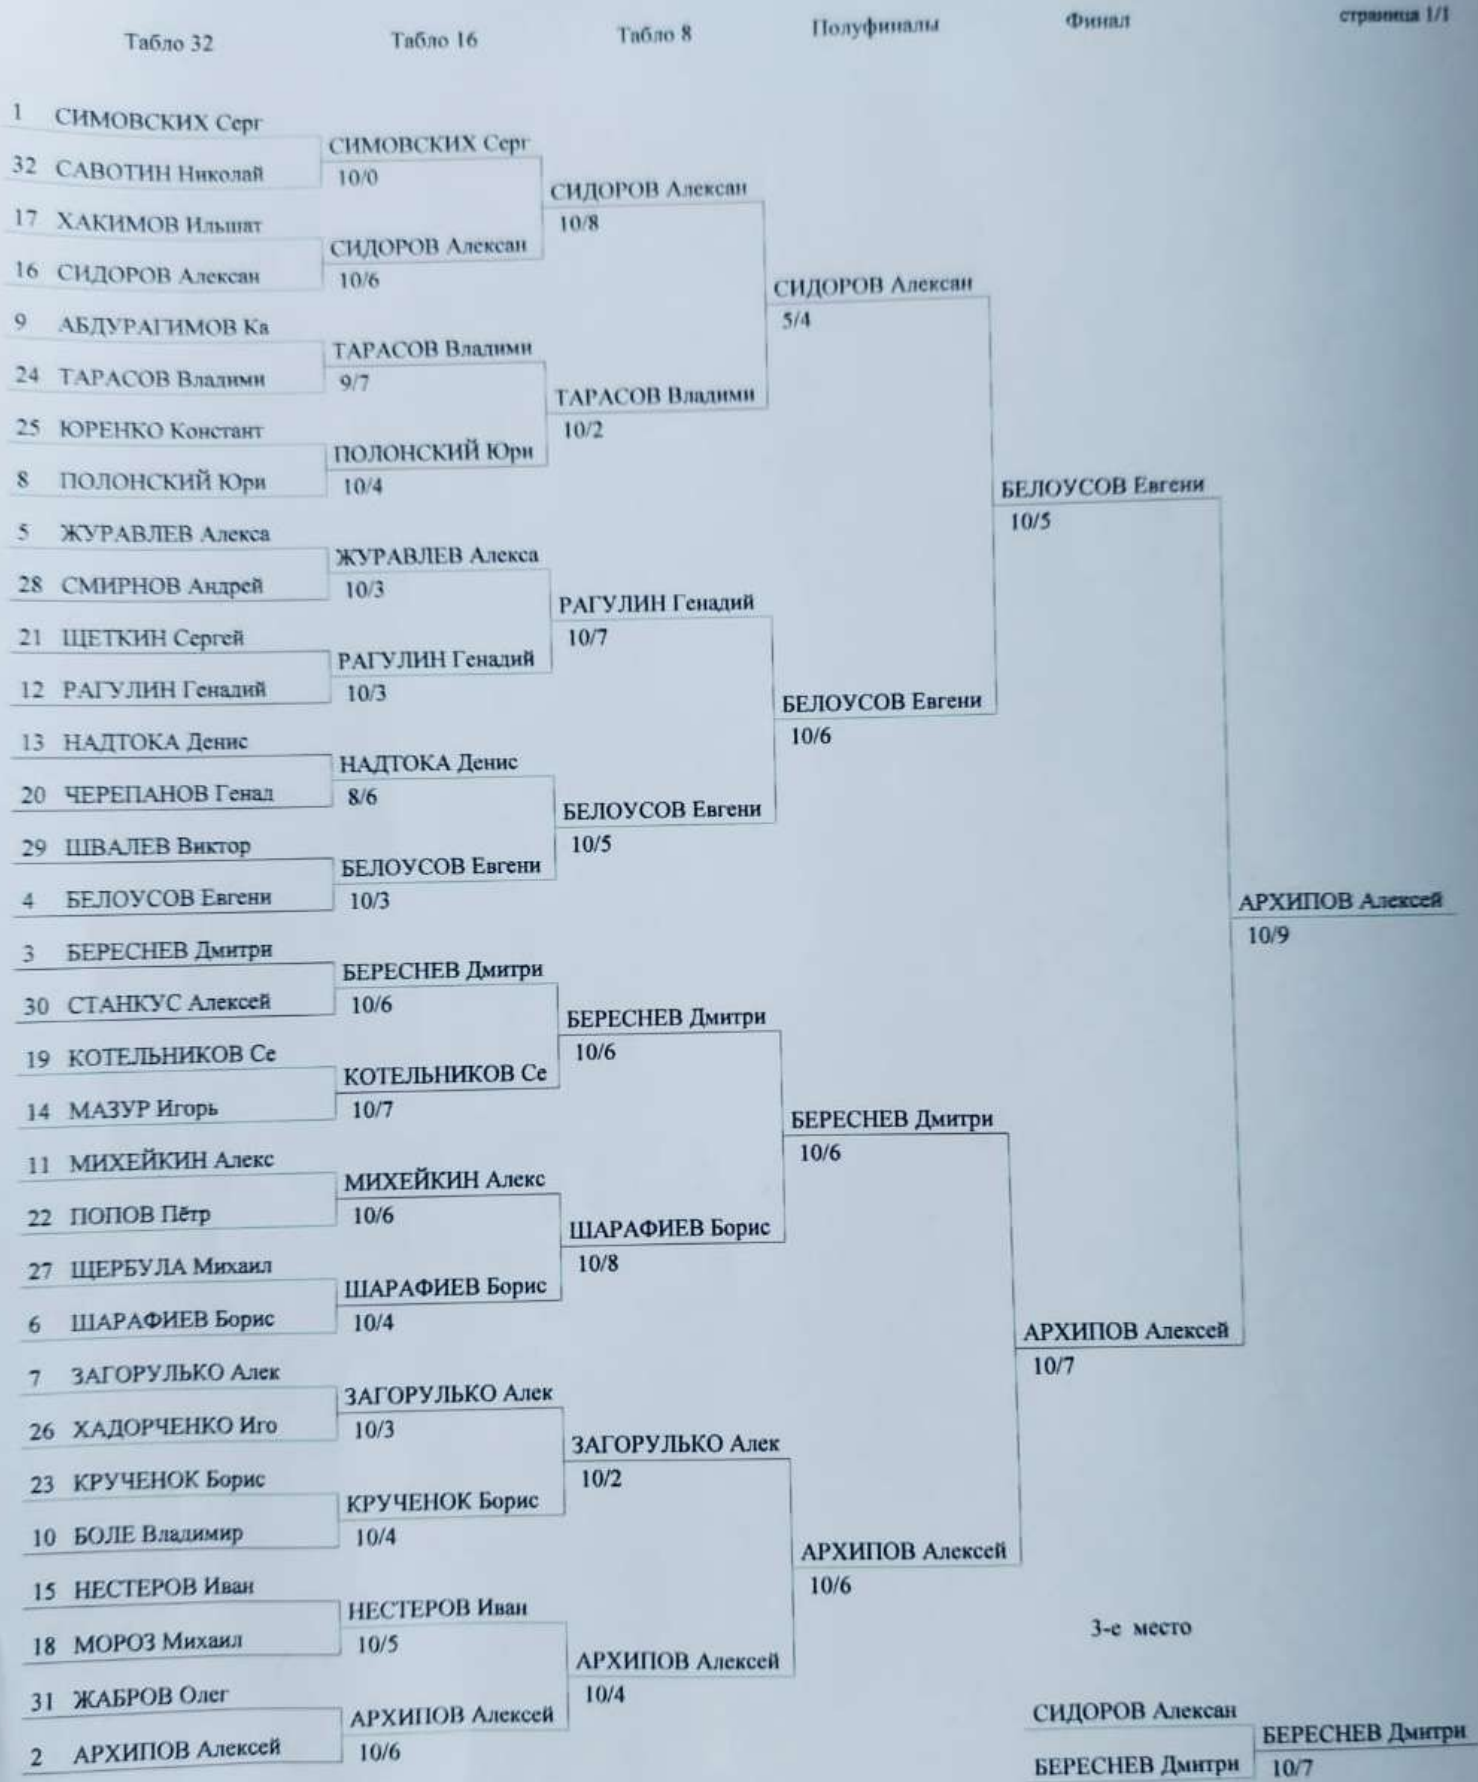 Табло 32 Табло 16 Табло 8 Полуфиналы Финал страница 1/1
1 СИМОВСКИХ Серг
СИМОВСКИХ Серг
32 САВОТИН Николай 10/0
СИДОРОВ Алексан
17 ХАКИМОВ Ильшат 10/8
СИДОРОВ Алексан
16 СИДОРОВ Алексан 10/6
СИДОРОВ Алексан
9 АБДУРАГИМОВ Ка 5/4
ТАРАСОВ Владими
24 ТАРАСОВ Владими 9/7
ТАРАСОВ Владими
25 ЮРЕНКО Констант 10/2
ПОЛОНСКИЙ Юри
8 ПОЛОНСКИЙ Юри 10/4
БЕЛОУСОВ Евгени
5 ЖУРАВЛЕВ Алекса 10/5
ЖУРАВЛЕВ Алекса
28 СМИРНОВ Андрей 10/3
РАГУЛИН Генадий
21 ЩЕТКИН Сергей 10/7
РАГУЛИН Генадий
12 РАГУЛИН Генадий 10/3
БЕЛОУСОВ Евгени
13 НАДТОКА Денис 10/6
НАДТОКА Денис
20 ЧЕРЕПАНОВ Генад 8/6
БЕЛОУСОВ Евгени
29 ШВАЛЕВ Виктор 10/5
БЕЛОУСОВ Евгени
4 БЕЛОУСОВ Евгени 10/3
АРХИПОВ Алексей
3 БЕРЕСНЕВ Дмитри 10/9
БЕРЕСНЕВ Дмитри
30 СТАНКУС Алексей 10/6
БЕРЕСНЕВ Дмитри
19 КОТЕЛЬНИКОВ Се 10/6
КОТЕЛЬНИКОВ Се
14 МАЗУР Игорь 10/7
БЕРЕСНЕВ Дмитри
11 МИХЕЙКИН Алекс 10/6
МИХЕЙКИН Алекс
22 ПОПОВ Пётр 10/6
ШАРАФИЕВ Борис
27 ЩЕРБУЛА Михаил 10/8
ШАРАФИЕВ Борис
6 ШАРАФИЕВ Борис 10/4
АРХИПОВ Алексей
7 ЗАГОРУЛЬКО Алек 10/7
ЗАГОРУЛЬКО Алек
26 ХАДОРЧЕНКО Иго 10/3
ЗАГОРУЛЬКО Алек
23 КРУЧЕНОК Борис 10/2
КРУЧЕНОК Борис
10 БОЛЕ Владимир 10/4
АРХИПОВ Алексей
15 НЕСТЕРОВ Иван 10/6
НЕСТЕРОВ Иван
18 МОРОЗ Михаил 10/5
3-е место
АРХИПОВ Алексей
31 ЖАБРОВ Олег 10/4
АРХИПОВ Алексей СИДОРОВ Алексан
2 АРХИПОВ Алексей 10/6
БЕРЕСНЕВ Дмитри
БЕРЕСНЕВ Дмитри 10/7